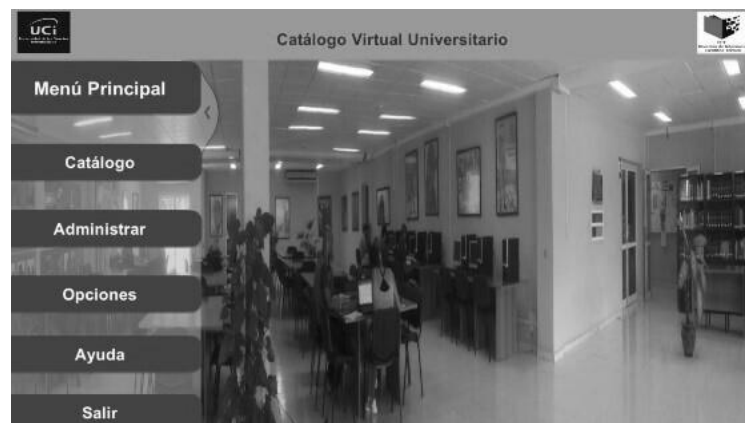 UCi
Catálogo Virtual Universitario
Menú Principal
Catálogo
Administrar
Opciones
Ayuda
Salir